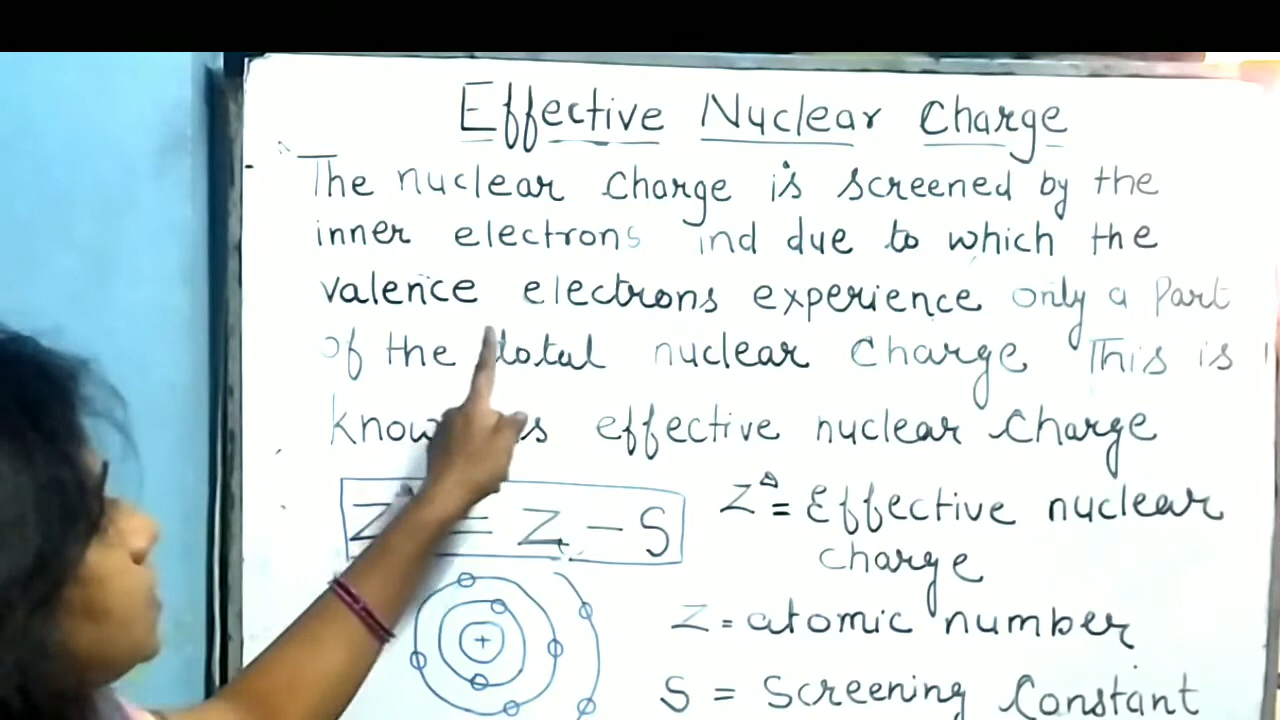 Effective Nuclear Charge
The nuclear charge is screened by the
inner electrons ind due to which the
valence electrons experience only a Part
of the total nuclear charge. This is
know s effective nuclear charge
Z = Z - S
Z^Δ = Effective nuclear
charge
Z = atomic number
S = Screening Constant
+